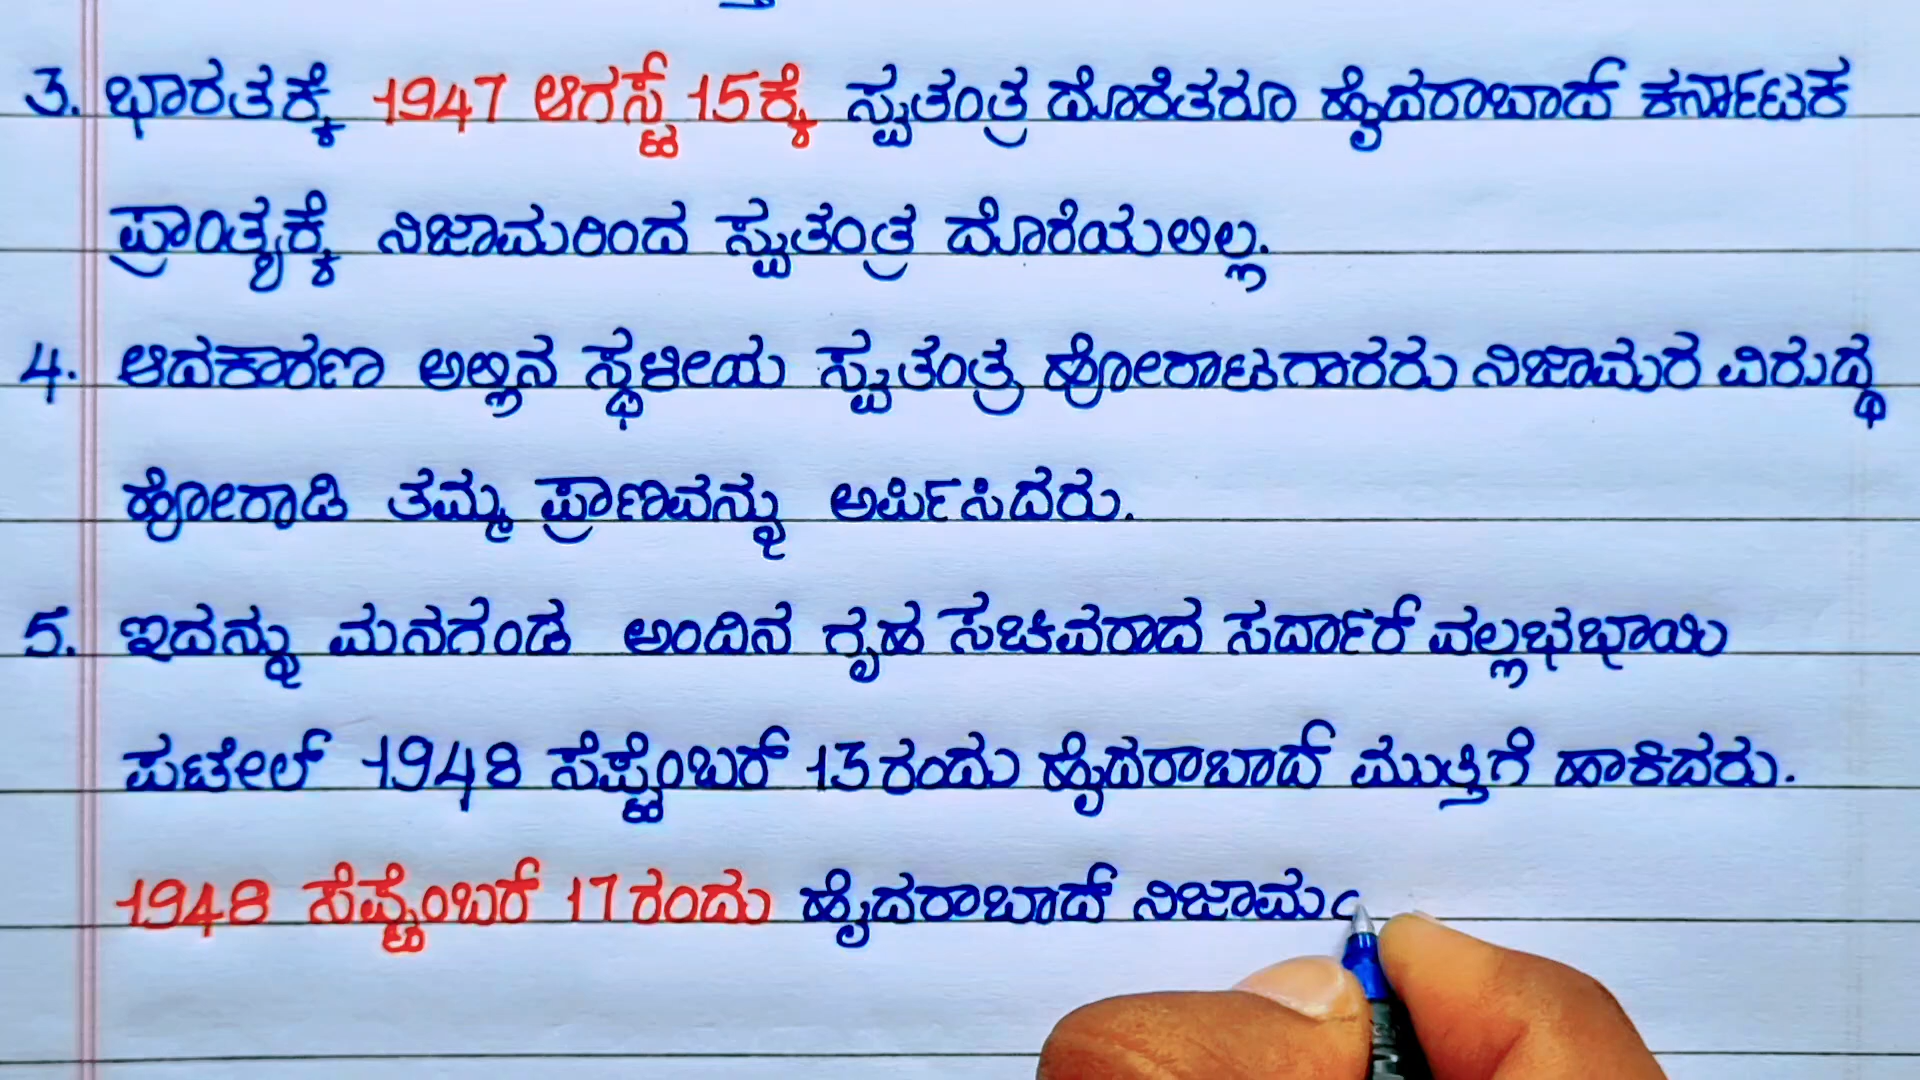 3. ಭಾರತಕ್ಕೆ 1947 ಆಗಸ್ಟ್ 15ಕ್ಕೆ ಸ್ವತಂತ್ರ ದೊರೆತರೂ ಹೈದರಾಬಾದ್ ಕರ್ನಾಟಕ
ಪ್ರಾಂತ್ಯಕ್ಕೆ ನಿಜಾಮರಿಂದ ಸ್ವತಂತ್ರ ದೊರೆಯಲಿಲ್ಲ.
4. ಆದಕಾರಣ ಅಲ್ಲಿನ ಸ್ಥಳೀಯ ಸ್ವತಂತ್ರ ಹೋರಾಟಗಾರರು ನಿಜಾಮರ ವಿರುದ್ಧ
ಹೋರಾಡಿ ತಮ್ಮ ಪ್ರಾಣವನ್ನು ಅರ್ಪಿಸಿದರು.
5. ಇದನ್ನು ಮನಗೆಂಡ ಅಂದಿನ ಗೃಹ ಸಚಿವರಾದ ಸರ್ದಾರ್ ವಲ್ಲಭಭಾಯಿ
ಪಟೇಲ್ 1948 ಸೆಪ್ಟೆಂಬರ್ 13ರಂದು ಹೈದರಾಬಾದ್ ಮುತ್ತಿಗೆ ಹಾಕಿದರು.
1948 ಸೆಪ್ಟೆಂಬರ್ 17ರಂದು ಹೈದರಾಬಾದ್ ನಿಜಾಮ